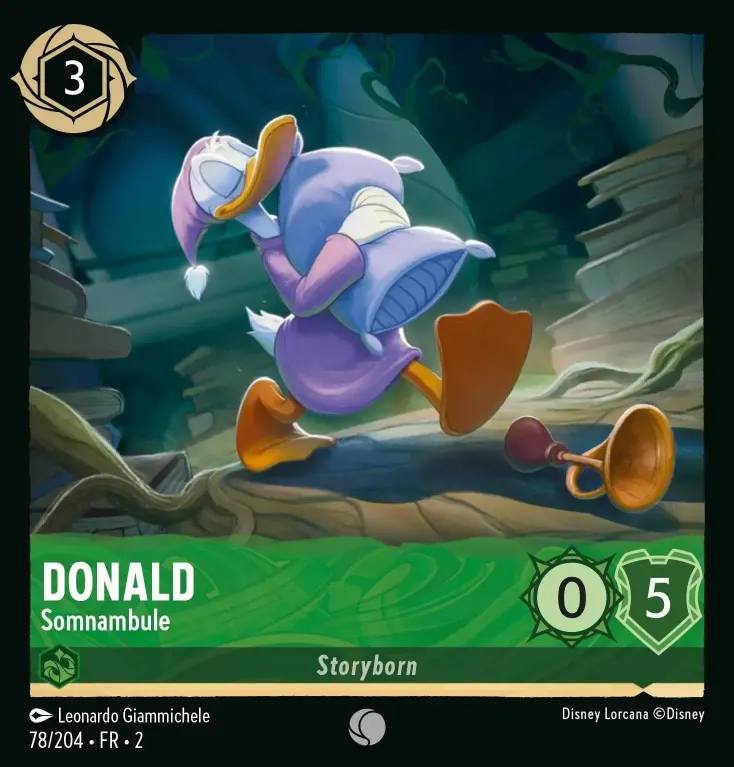 3
DONALD
Somnambule
0
5
Storyborn
Leonardo Giammichele
Disney Lorcana ©Disney
78/204 • FR • 2